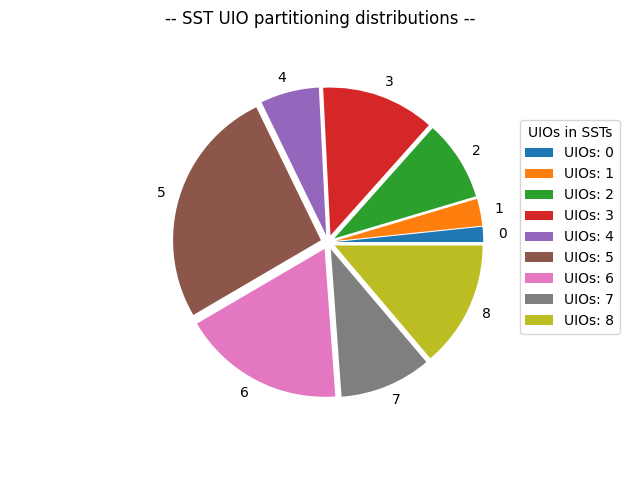 -- SST UIO partitioning distributions --
3
4
2
5
1
0
8
6
7
UIOs in SSTs
UIOs: 0
UIOs: 1
UIOs: 2
UIOs: 3
UIOs: 4
UIOs: 5
UIOs: 6
UIOs: 7
UIOs: 8